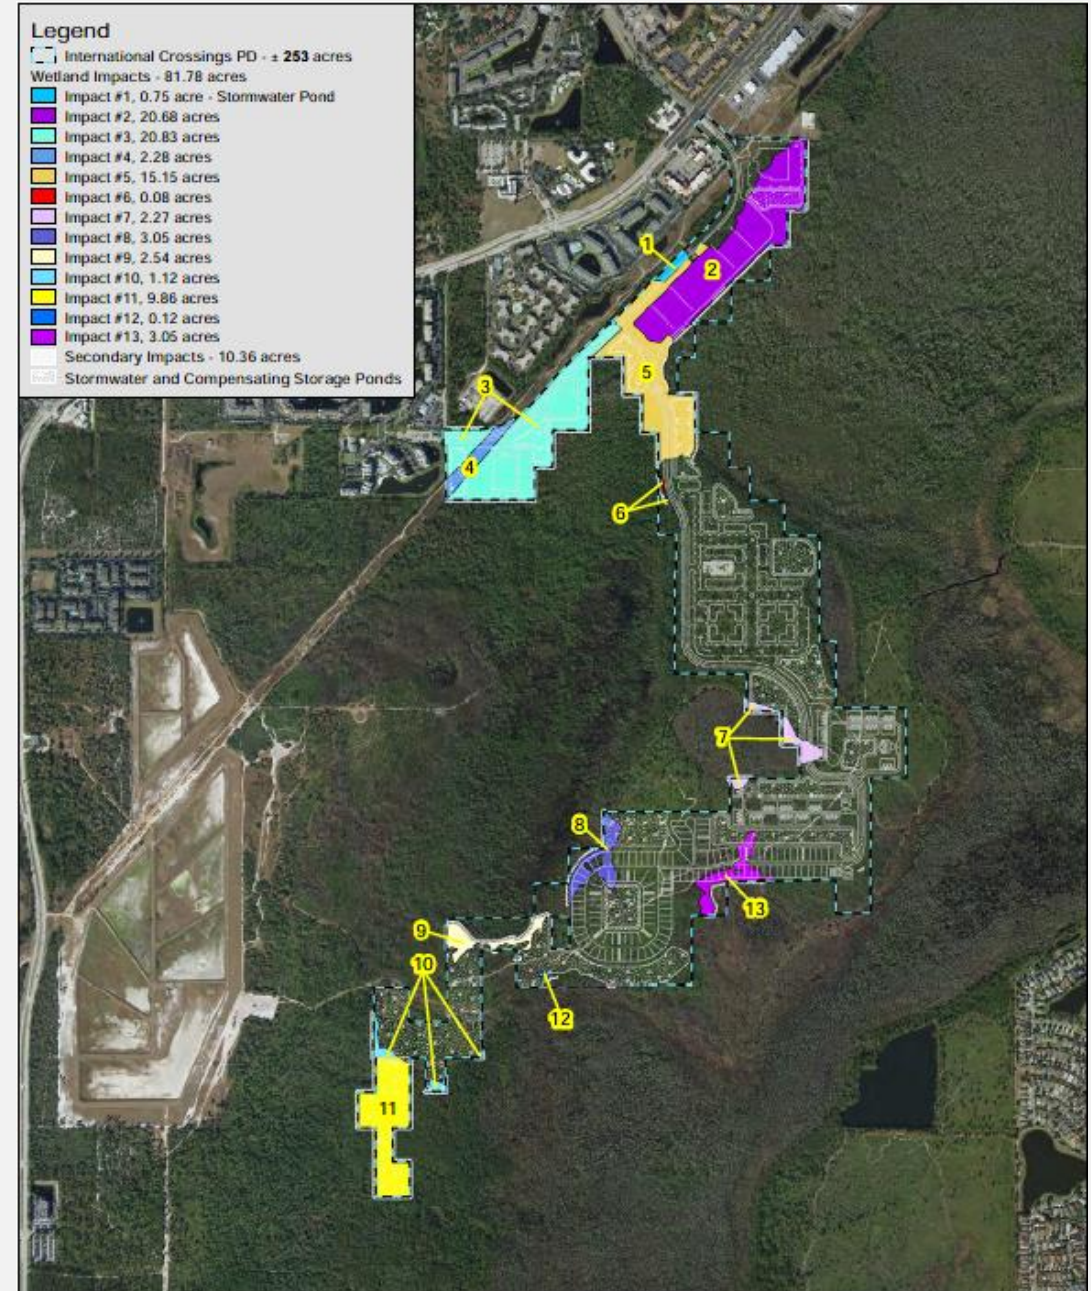 Legend
International Crossings PD - ± 253 acres
Wetland Impacts - 81.78 acres
Impact #1, 0.75 acre - Stormwater Pond
Impact #2, 20.68 acres
Impact #3, 20.83 acres
Impact #4, 2.28 acres
Impact #5, 15.15 acres
Impact #6, 0.08 acres
Impact #7, 2.27 acres
Impact #8, 3.05 acres
Impact #9, 2.54 acres
Impact #10, 1.12 acres
Impact #11, 9.86 acres
Impact #12, 0.12 acres
Impact #13, 3.05 acres
Secondary Impacts - 10.36 acres
Stormwater and Compensating Storage Ponds
1
2
5
3
4
6
7
8
13
9
10
12
11